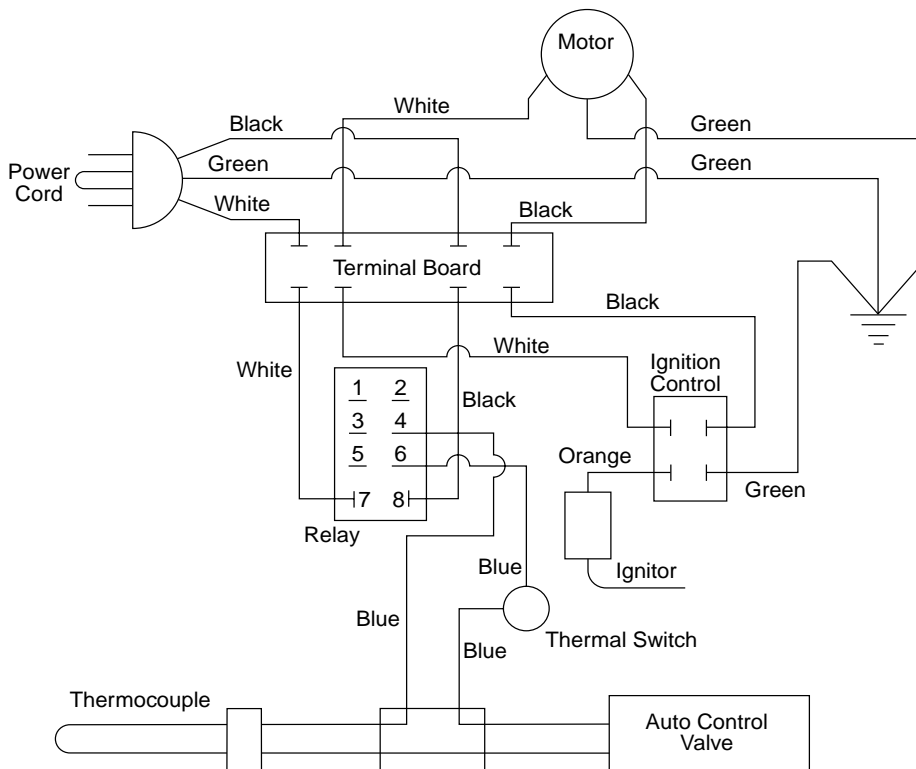 Motor
White
Black
Green
Power
Cord
Green
Green
White
Black
Terminal Board
Black
White
White
Ignition
Control
1 2
3 4
5 6
7 8
Black
Relay
Orange
Green
Ignitor
Blue
Blue
Thermal Switch
Blue
Thermocouple
Auto Control
Valve